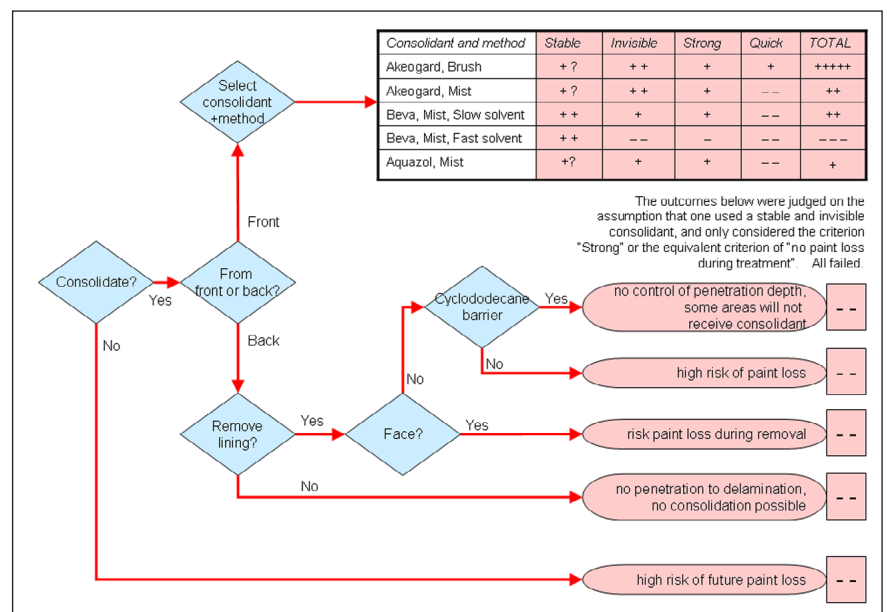 Consolidant and method Stable Invisible Strong Quick TOTAL
Akeogard, Brush + ? + + + + +++++
Akeogard, Mist + ? + + + – – ++
Beva, Mist, Slow solvent + + + + – – ++
Beva, Mist, Fast solvent + + – – – – – –
Aquazol, Mist +? + + – – +
Select
consolidant
+method
The outcomes below were judged on the
assumption that one used a stable and invisible
consolidant, and only considered the criterion
"Strong" or the equivalent criterion of "no paint loss
during treatment". All failed.
Front
Consolidate?
Yes
From
front or back?
No
Back
Cyclododecane
barrier
Yes
no control of penetration depth,
some areas will not
receive consolidant
– –
No
high risk of paint loss
– –
No
Remove
lining?
Yes
Face?
Yes
risk paint loss during removal
– –
No
no penetration to delamination,
no consolidation possible
– –
high risk of future paint loss
– –